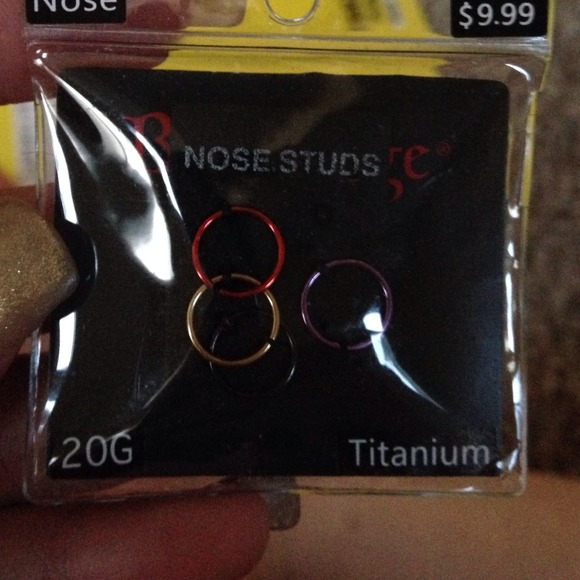 Nose
$9.99
NOSE STUDS
20G
Titanium